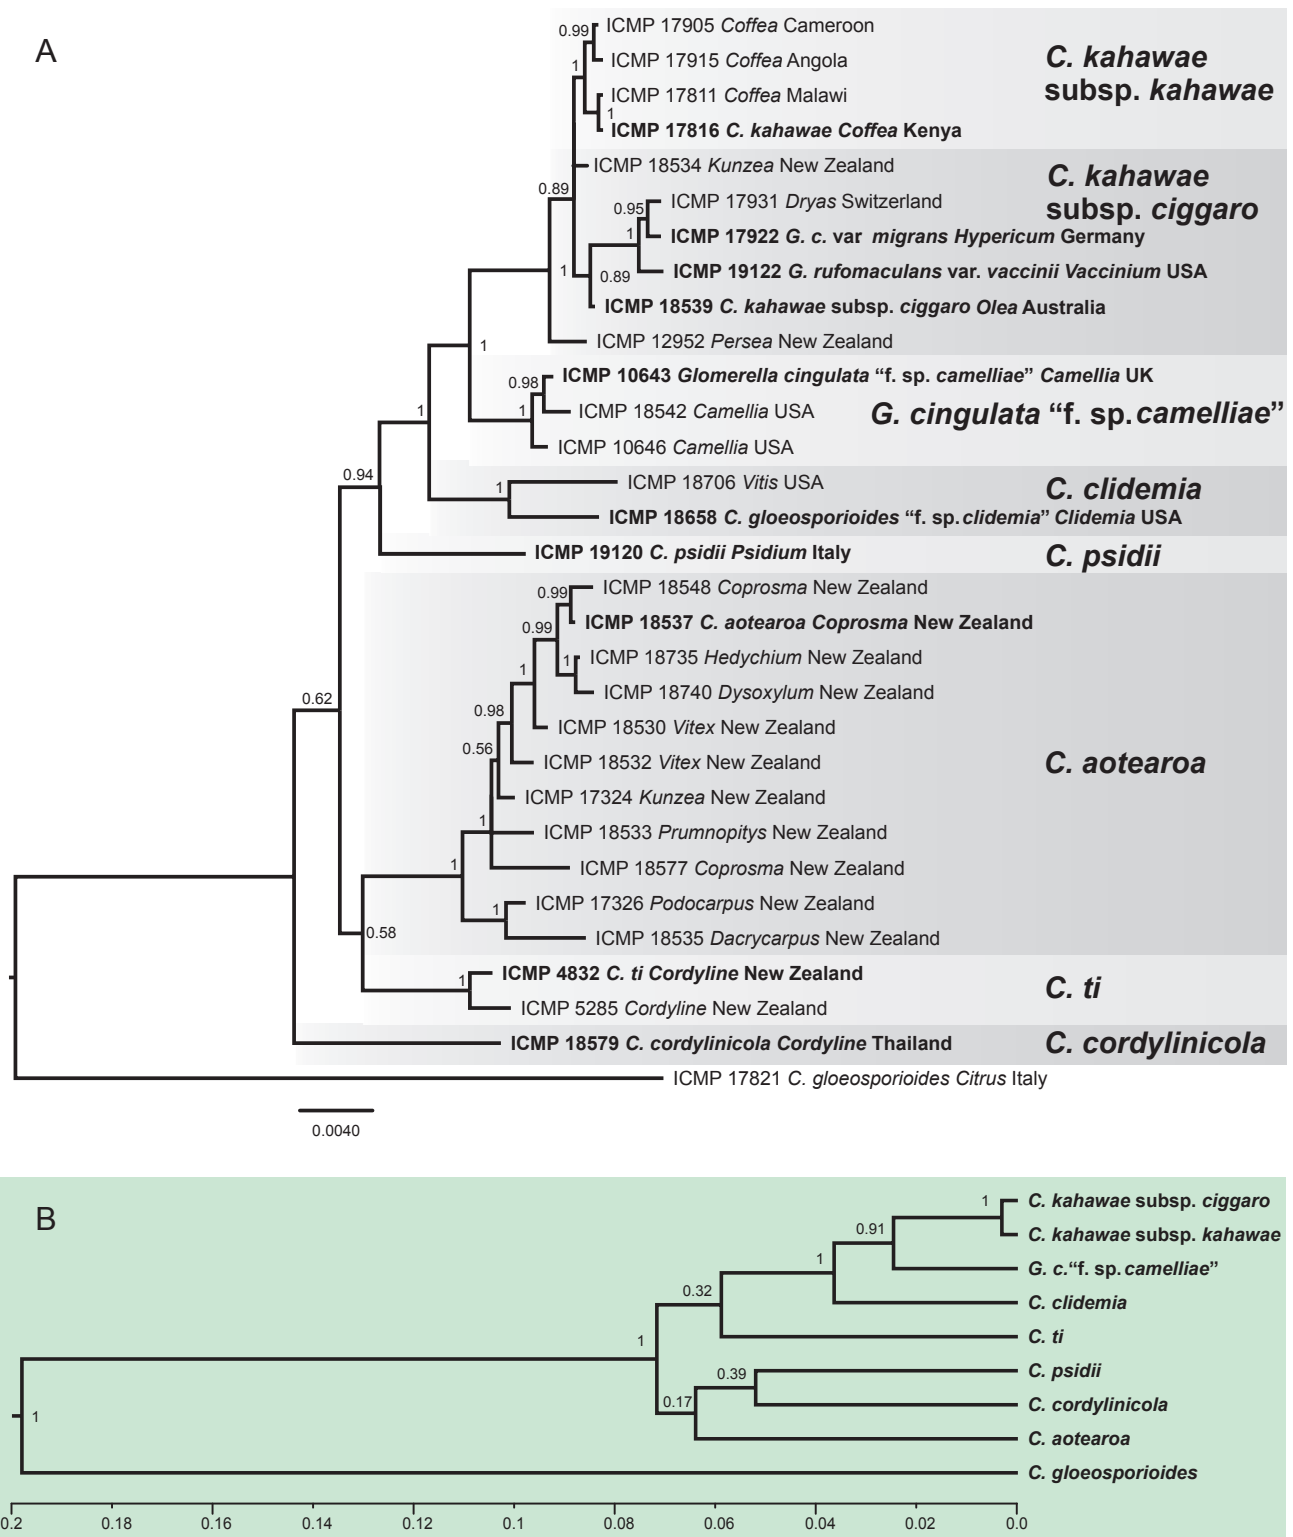 A
0.99
ICMP 17905 Coffea Cameroon
ICMP 17915 Coffea Angola
1
ICMP 17811 Coffea Malawi
1
ICMP 17816 C. kahawae Coffea Kenya
C. kahawae
subsp. kahawae
ICMP 18534 Kunzea New Zealand
0.89
ICMP 17931 Dryas Switzerland
0.95
ICMP 17922 G. c. var migrans Hypericum Germany
1
ICMP 19122 G. rufomaculans var. vaccinii Vaccinium USA
1
0.89
ICMP 18539 C. kahawae subsp. ciggaro Olea Australia
ICMP 12952 Persea New Zealand
C. kahawae
subsp. ciggaro
1
ICMP 10643 Glomerella cingulata “f. sp. camelliae” Camellia UK
0.98
ICMP 18542 Camellia USA
1
ICMP 10646 Camellia USA
G. cingulata “f. sp. camelliae”
1
ICMP 18706 Vitis USA
1
ICMP 18658 C. gloeosporioides “f. sp. clidemia” Clidemia USA
C. clidemia
0.94
ICMP 19120 C. psidii Psidium Italy
C. psidii
ICMP 18548 Coprosma New Zealand
0.99
ICMP 18537 C. aotearoa Coprosma New Zealand
0.99
ICMP 18735 Hedychium New Zealand
1
ICMP 18740 Dysoxylum New Zealand
1
ICMP 18530 Vitex New Zealand
0.98
ICMP 18532 Vitex New Zealand
0.56
ICMP 17324 Kunzea New Zealand
1
ICMP 18533 Prumnopitys New Zealand
ICMP 18577 Coprosma New Zealand
1
ICMP 17326 Podocarpus New Zealand
1
ICMP 18535 Dacrycarpus New Zealand
C. aotearoa
0.62
0.58
ICMP 4832 C. ti Cordyline New Zealand
1
ICMP 5285 Cordyline New Zealand
C. ti
ICMP 18579 C. cordylinicola Cordyline Thailand
C. cordylinicola
ICMP 17821 C. gloeosporioides Citrus Italy
0.0040
B
1
C. kahawae subsp. ciggaro
C. kahawae subsp. kahawae
0.91
G. c. “f. sp. camelliae”
1
C. clidemia
0.32
C. ti
1
C. psidii
0.39
C. cordylinicola
0.17
C. aotearoa
1
C. gloeosporioides
0.2 0.18 0.16 0.14 0.12 0.1 0.08 0.06 0.04 0.02 0.0